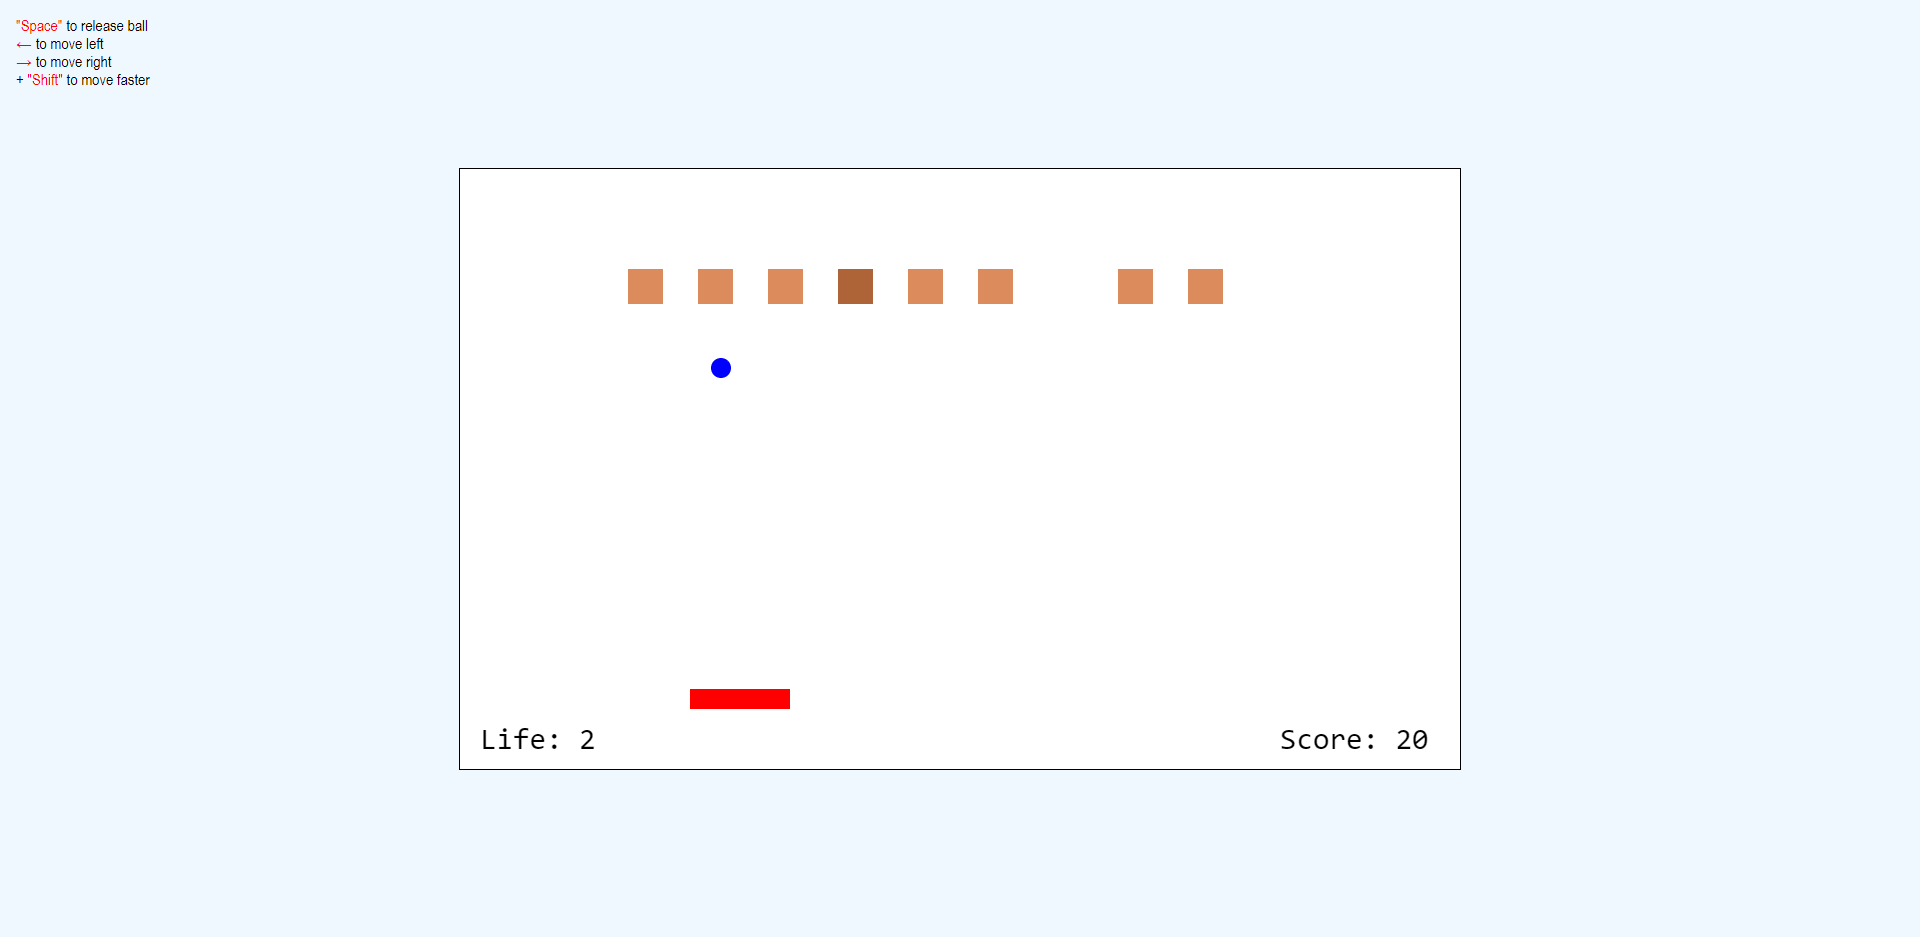 "Space" to release ball
← to move left
→ to move right
+ "Shift" to move faster
Life: 2
Score: 20